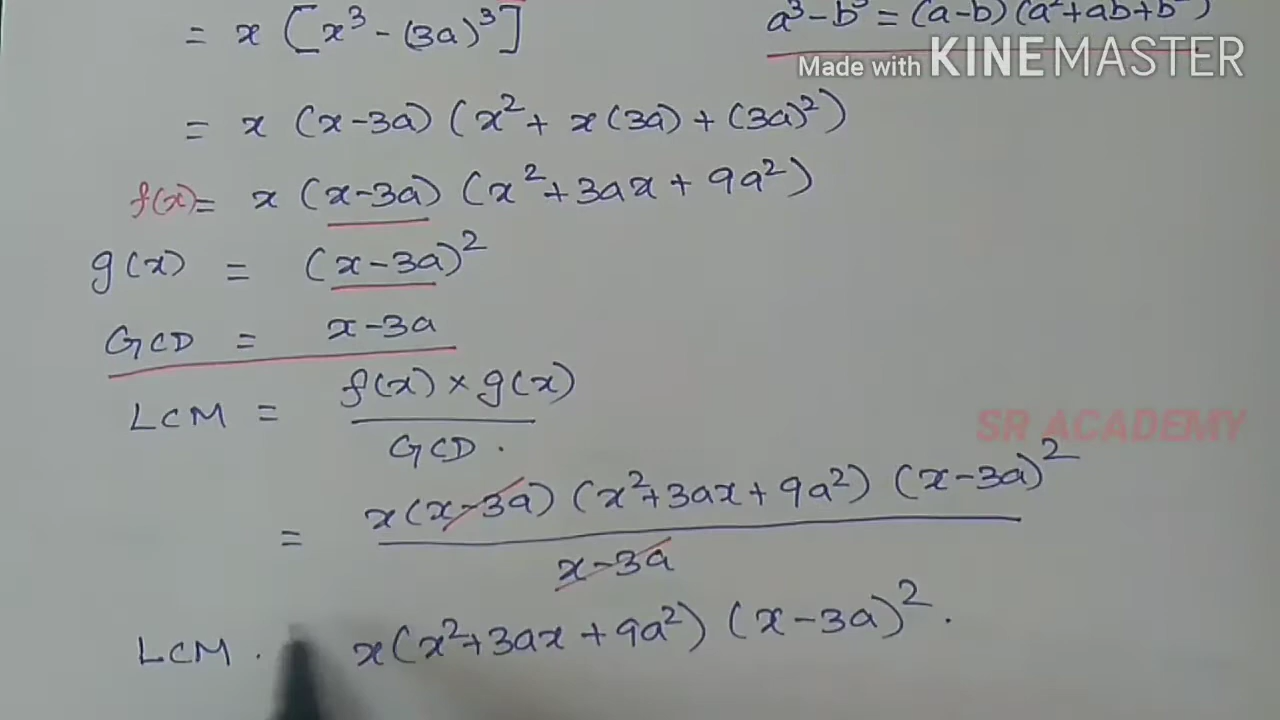 = x [x³ - (3a)³]
a³-b³ = (a-b) (a²+ab+b²)
Made with KINEMASTER
= x (x-3a) (x² + x(3a) + (3a)²)
f(x) = x (x-3a) (x² + 3ax + 9a²)
g(x) = (x-3a)²
GCD = x-3a
LCM = f(x) × g(x)
GCD .
SR ACADEMY
= x(x-3a) (x²+3ax+9a²) (x-3a)²
x-3a
LCM . x(x²+3ax+9a²) (x-3a)² .